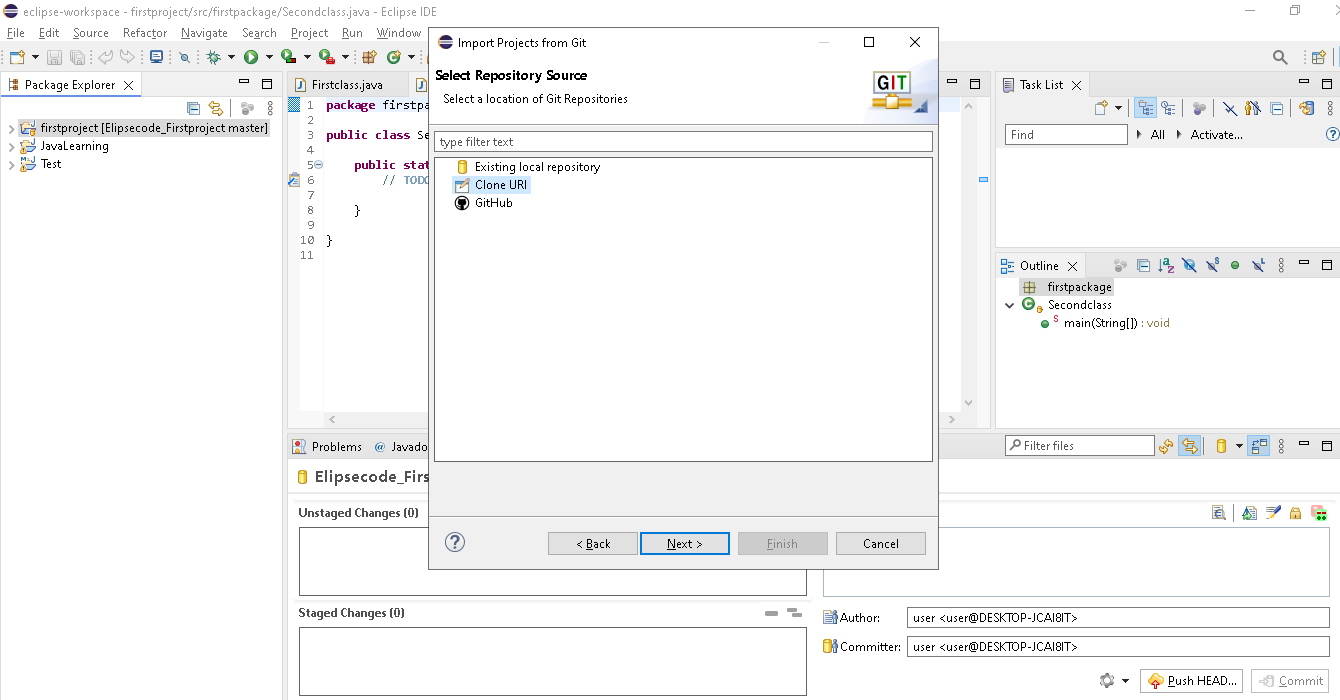 eclipse-workspace - firstproject/src/firstpackage/Secondclass.java - Eclipse IDE
File Edit Source Refactor Navigate Search Project Run Window
Import Projects from Git
Select Repository Source
Select a location of Git Repositories
GIT
type filter text
Existing local repository
Clone URI
GitHub
< Back
Next >
Finish
Cancel
Package Explorer
firstproject [Elipsecode_Firstproject master]
JavaLearning
Test
Firstclass.java
1 package firstpa
2
3 public class Se
4
5 public stat
6 // TODO
7
8 }
9
10 }
11
Task List
Find
All
Activate...
Outline
firstpackage
Secondclass
main(String[]) : void
Problems
@ Javado
Filter files
Elipsecode_Firs
Unstaged Changes (0)
Staged Changes (0)
Author:
user <user@DESKTOP-JCAI8IT>
Committer:
user <user@DESKTOP-JCAI8IT>
Push HEAD...
Commit